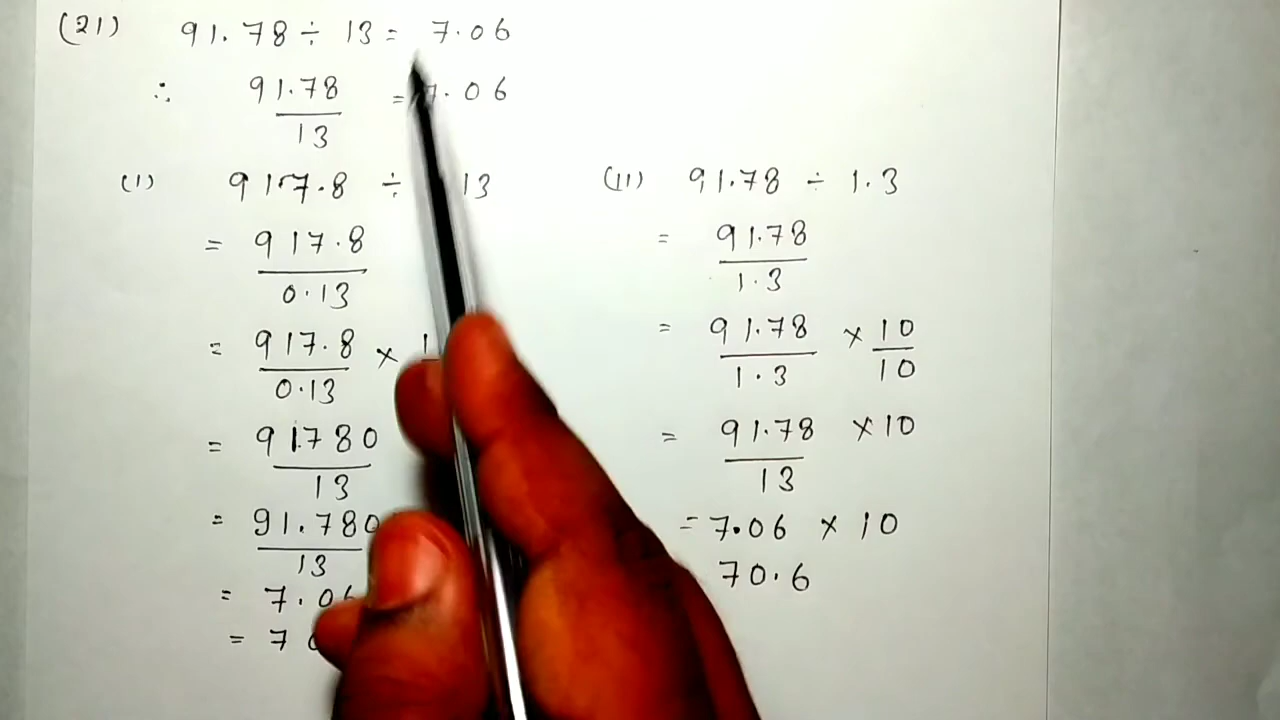 (21) 91.78 ÷ 13 = 7.06
∴ 91.78/13 = 7.06
(I) 917.8 ÷ 13
= 917.8/0.13
= 917.8/0.13 ×
= 91780/13
= 91.780/13
= 7.06
= 7
(II) 91.78 ÷ 1.3
= 91.78/1.3
= 91.78/1.3 × 10/10
= 91.78/13 × 10
= 7.06 × 10
70.6